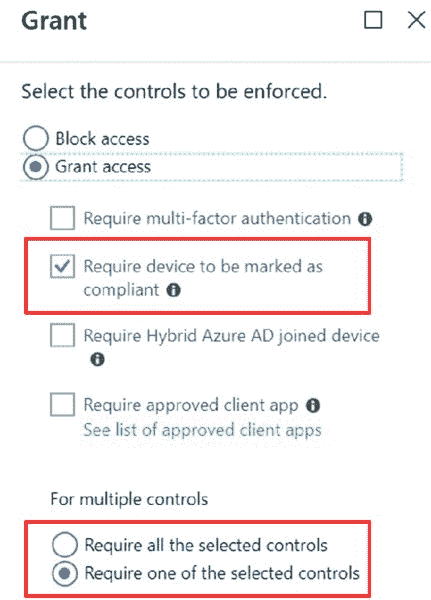 Grant
Select the controls to be enforced.
Block access
Grant access
Require multi-factor authentication
Require device to be marked as
compliant
Require Hybrid Azure AD joined device
Require approved client app
See list of approved client apps
For multiple controls
Require all the selected controls
Require one of the selected controls